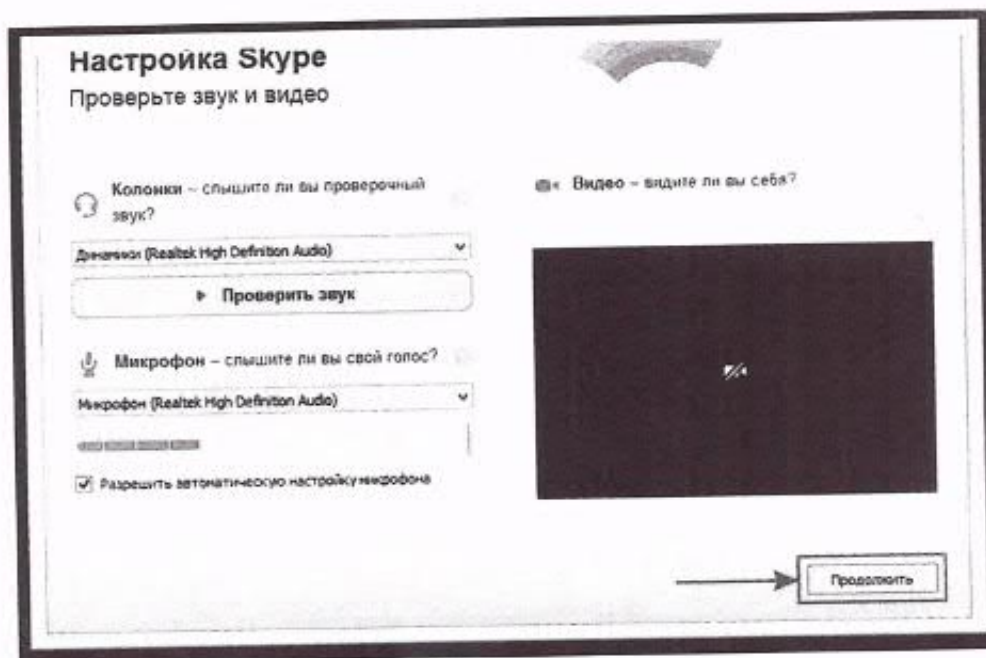 Настройка Skype
Проверьте звук и видео
Колонки – слышите ли вы проверочный
звук?
Динамики (Realtek High Definition Audio)
▶ Проверить звук
Микрофон – слышите ли вы свой голос?
Микрофон (Realtek High Definition Audio)
Разрешить автоматическую настройку микрофона
Видео – видите ли вы себя?
Продолжить